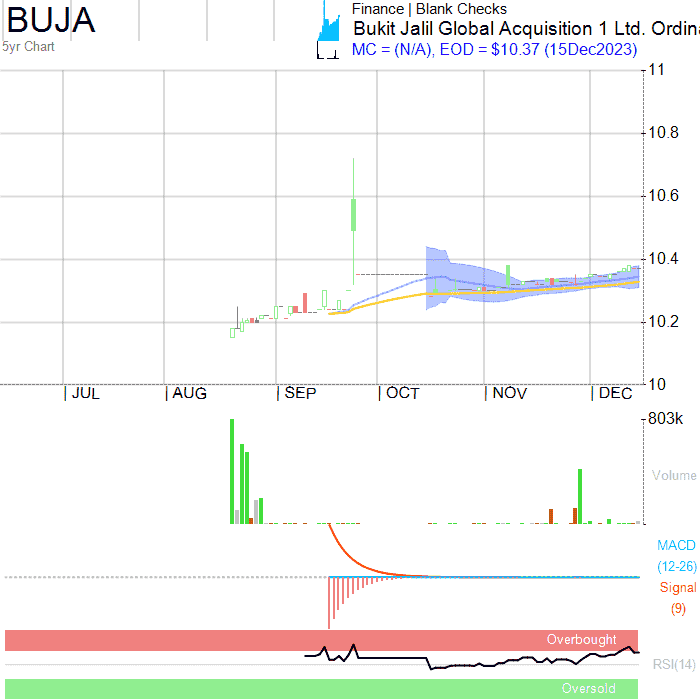 BUJA
5yr Chart
Finance | Blank Checks
Bukit Jalil Global Acquisition 1 Ltd. Ordina
MC = (N/A), EOD = $10.37 (15Dec2023)
11
10.8
10.6
10.4
10.2
10
JUL AUG SEP OCT NOV DEC
803k
Volume
MACD
(12-26)
Signal
(9)
Overbought
RSI(14)
Oversold